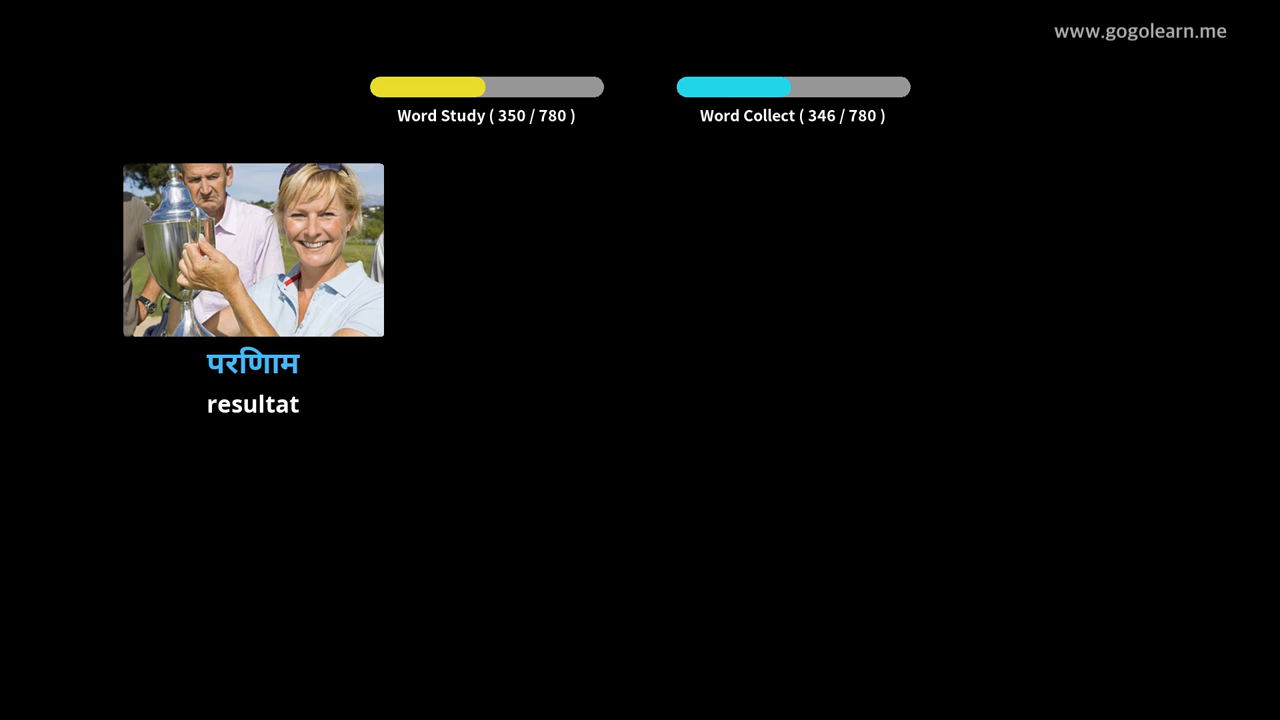 www.gogolearn.me
Word Study ( 350 / 780 )
Word Collect ( 346 / 780 )
परिणाम
resultat